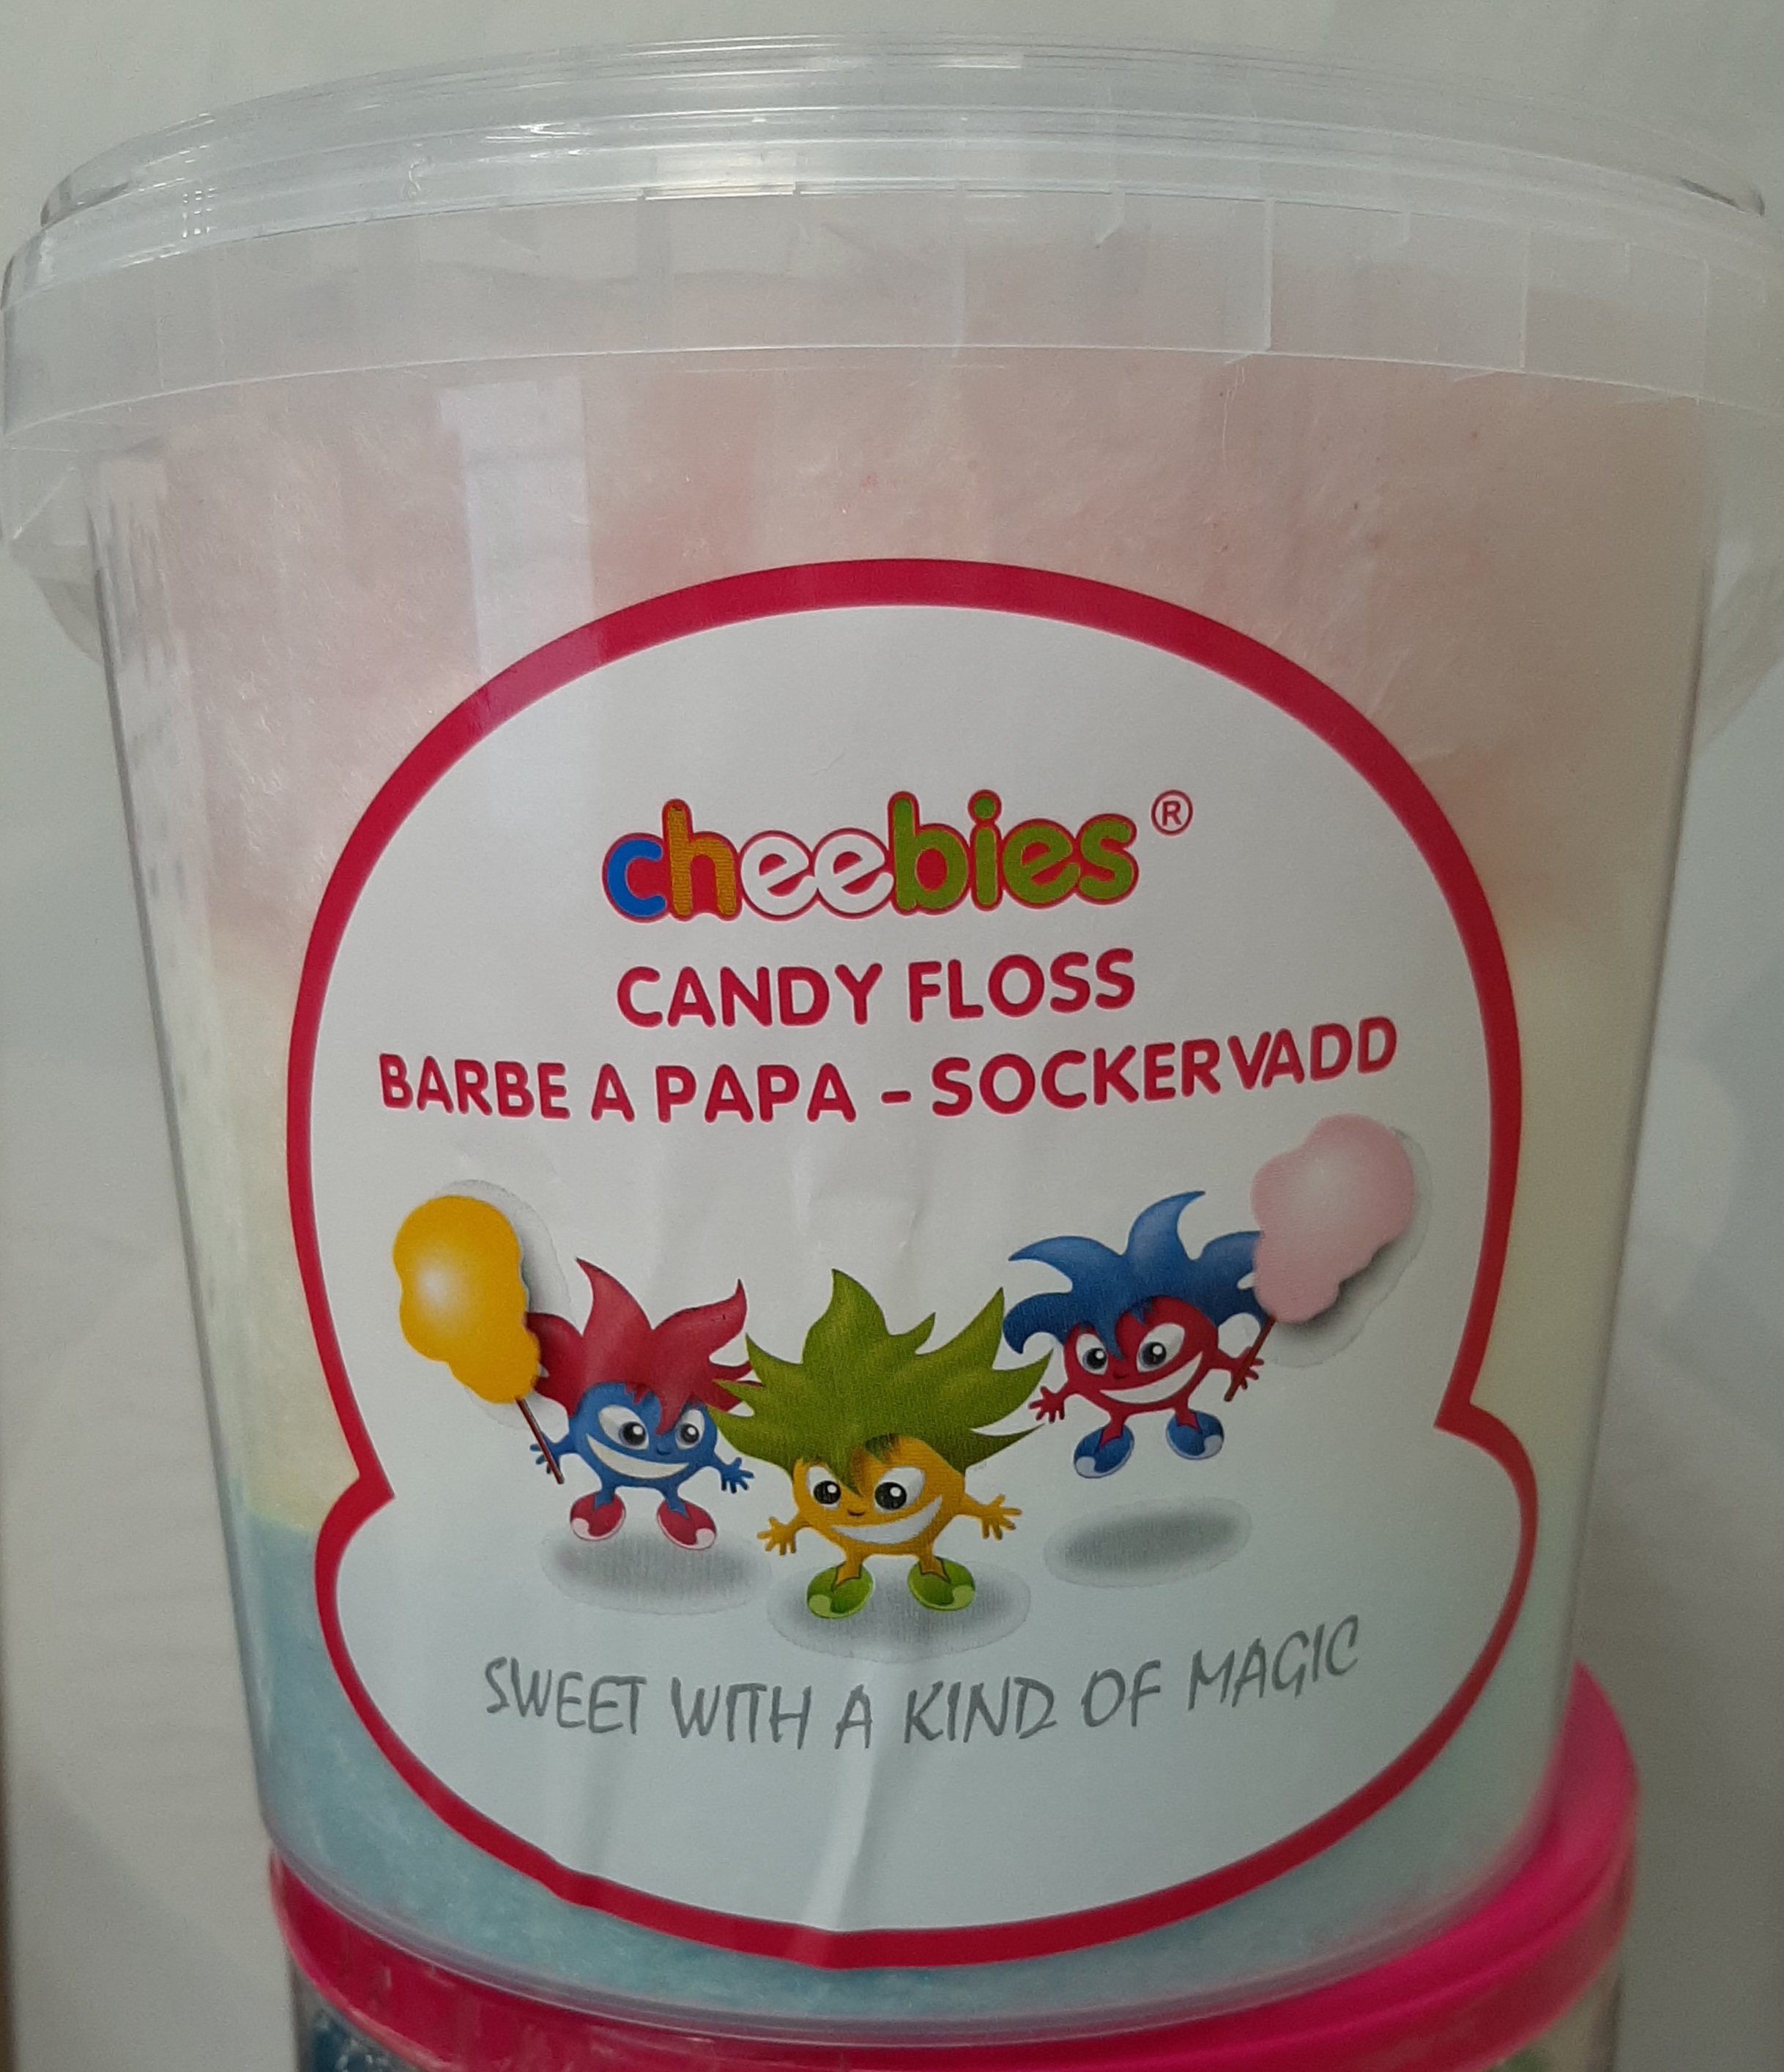 cheebies®
CANDY FLOSS
BARBE A PAPA - SOCKERVADD
SWEET WITH A KIND OF MAGIC